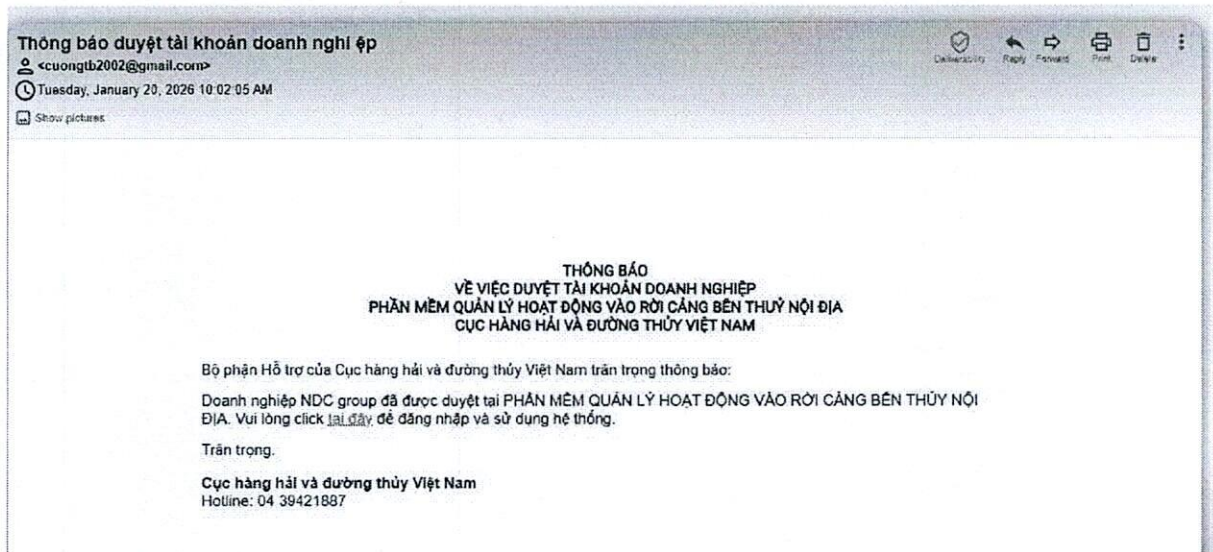 Thông báo duyệt tài khoản doanh nghi ệp
<cuongtb2002@gmail.com>
Tuesday, January 20, 2026 10:02:05 AM
Show pictures
Deliverability Reply Forward Print Delete
THÔNG BÁO
VỀ VIỆC DUYỆT TÀI KHOẢN DOANH NGHIỆP
PHẦN MỀM QUẢN LÝ HOẠT ĐỘNG VÀO RỜI CẢNG BẾN THUỶ NỘI ĐỊA
CỤC HÀNG HẢI VÀ ĐƯỜNG THỦY VIỆT NAM
Bộ phận Hỗ trợ của Cục hàng hải và đường thủy Việt Nam trân trọng thông báo:
Doanh nghiệp NDC group đã được duyệt tại PHẦN MỀM QUẢN LÝ HOẠT ĐỘNG VÀO RỜI CẢNG BẾN THỦY NỘI
ĐỊA. Vui lòng click tại đây để đăng nhập và sử dụng hệ thống.
Trân trọng.
Cục hàng hải và đường thủy Việt Nam
Hotline: 04 39421887